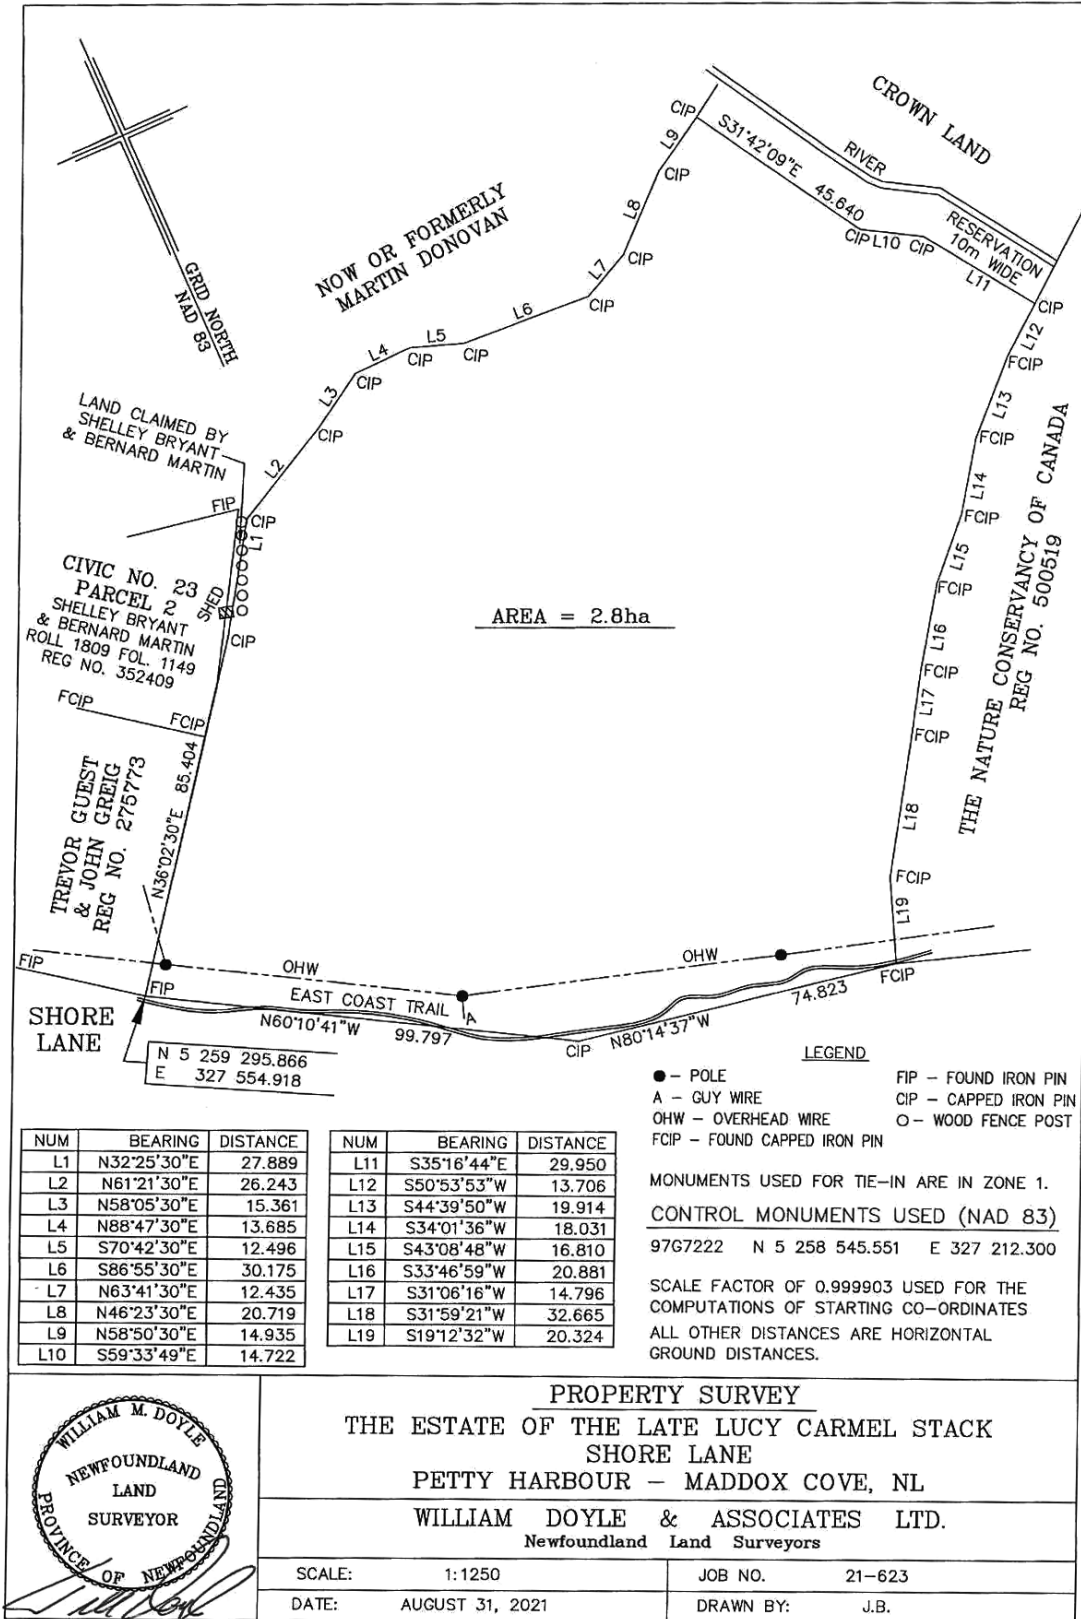 CROWN LAND
RIVER
RESERVATION
10m WIDE
CIP
S31°42'09"E 45.640
CIP L10 CIP
L11
CIP
L9
CIP
L8
CIP
L7
CIP
L6
L5
CIP
CIP
L4
CIP
L3
CIP
L2
NOW OR FORMERLY
MARTIN DONOVAN
GRID NORTH
NAD 83
LAND CLAIMED BY
SHELLEY BRYANT
& BERNARD MARTIN
FIP
CIP
L1
CIVIC NO. 23
PARCEL 2
SHELLEY BRYANT
& BERNARD MARTIN
ROLL 1809 FOL. 1149
REG NO. 352409
SHED
CIP
FCIP
FCIP
N36°02'30"E 85.404
TREVOR GUEST
& JOHN GREIG
REG NO. 275773
AREA = 2.8ha
L12
FCIP
L13
FCIP
L14
FCIP
L15
FCIP
L16
FCIP
L17
FCIP
L18
FCIP
L19
FCIP
THE NATURE CONSERVANCY OF CANADA
REG NO. 500519
FIP
FIP
OHW
OHW
EAST COAST TRAIL
A
N60°10'41"W 99.797
CIP
N80°14'37"W 74.823
SHORE
LANE
N 5 259 295.866
E 327 554.918
LEGEND
– POLE
A – GUY WIRE
OHW – OVERHEAD WIRE
FCIP – FOUND CAPPED IRON PIN
FIP – FOUND IRON PIN
CIP – CAPPED IRON PIN
O – WOOD FENCE POST
NUM BEARING DISTANCE
L1 N32°25'30"E 27.889
L2 N61°21'30"E 26.243
L3 N58°05'30"E 15.361
L4 N88°47'30"E 13.685
L5 S70°42'30"E 12.496
L6 S86°55'30"E 30.175
L7 N63°41'30"E 12.435
L8 N46°23'30"E 20.719
L9 N58°50'30"E 14.935
L10 S59°33'49"E 14.722
NUM BEARING DISTANCE
L11 S35°16'44"E 29.950
L12 S50°53'53"W 13.706
L13 S44°39'50"W 19.914
L14 S34°01'36"W 18.031
L15 S43°08'48"W 16.810
L16 S33°46'59"W 20.881
L17 S31°06'16"W 14.796
L18 S31°59'21"W 32.665
L19 S19°12'32"W 20.324
MONUMENTS USED FOR TIE–IN ARE IN ZONE 1.
CONTROL MONUMENTS USED (NAD 83)
97G7222 N 5 258 545.551 E 327 212.300
SCALE FACTOR OF 0.999903 USED FOR THE
COMPUTATIONS OF STARTING CO–ORDINATES
ALL OTHER DISTANCES ARE HORIZONTAL
GROUND DISTANCES.
WILLIAM M. DOYLE
NEWFOUNDLAND
LAND
SURVEYOR
PROVINCE OF NEWFOUNDLAND
PROPERTY SURVEY
THE ESTATE OF THE LATE LUCY CARMEL STACK
SHORE LANE
PETTY HARBOUR – MADDOX COVE, NL
WILLIAM DOYLE & ASSOCIATES LTD.
Newfoundland Land Surveyors
SCALE: 1:1250
JOB NO. 21–623
DATE: AUGUST 31, 2021
DRAWN BY: J.B.